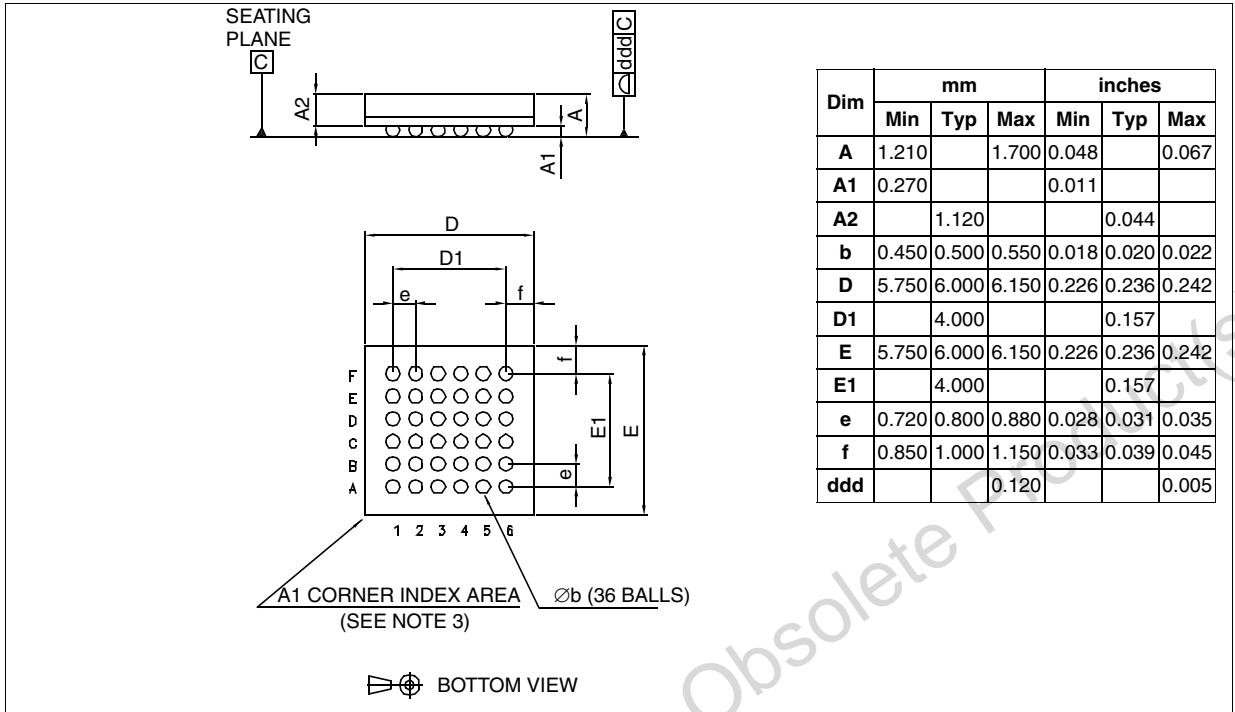 SEATING
PLANE
C
ddd C
A2
A
A1
D
D1
e
f
f
F
E
D
C
B
A
E1
E
e
1 2 3 4 5 6
A1 CORNER INDEX AREA
(SEE NOTE 3)
∅b (36 BALLS)
BOTTOM VIEW
Dim mm inches
Min Typ Max Min Typ Max
A 1.210 1.700 0.048 0.067
A1 0.270 0.011
A2 1.120 0.044
b 0.450 0.500 0.550 0.018 0.020 0.022
D 5.750 6.000 6.150 0.226 0.236 0.242
D1 4.000 0.157
E 5.750 6.000 6.150 0.226 0.236 0.242
E1 4.000 0.157
e 0.720 0.800 0.880 0.028 0.031 0.035
f 0.850 1.000 1.150 0.033 0.039 0.045
ddd 0.120 0.005
Obsolete Product(s